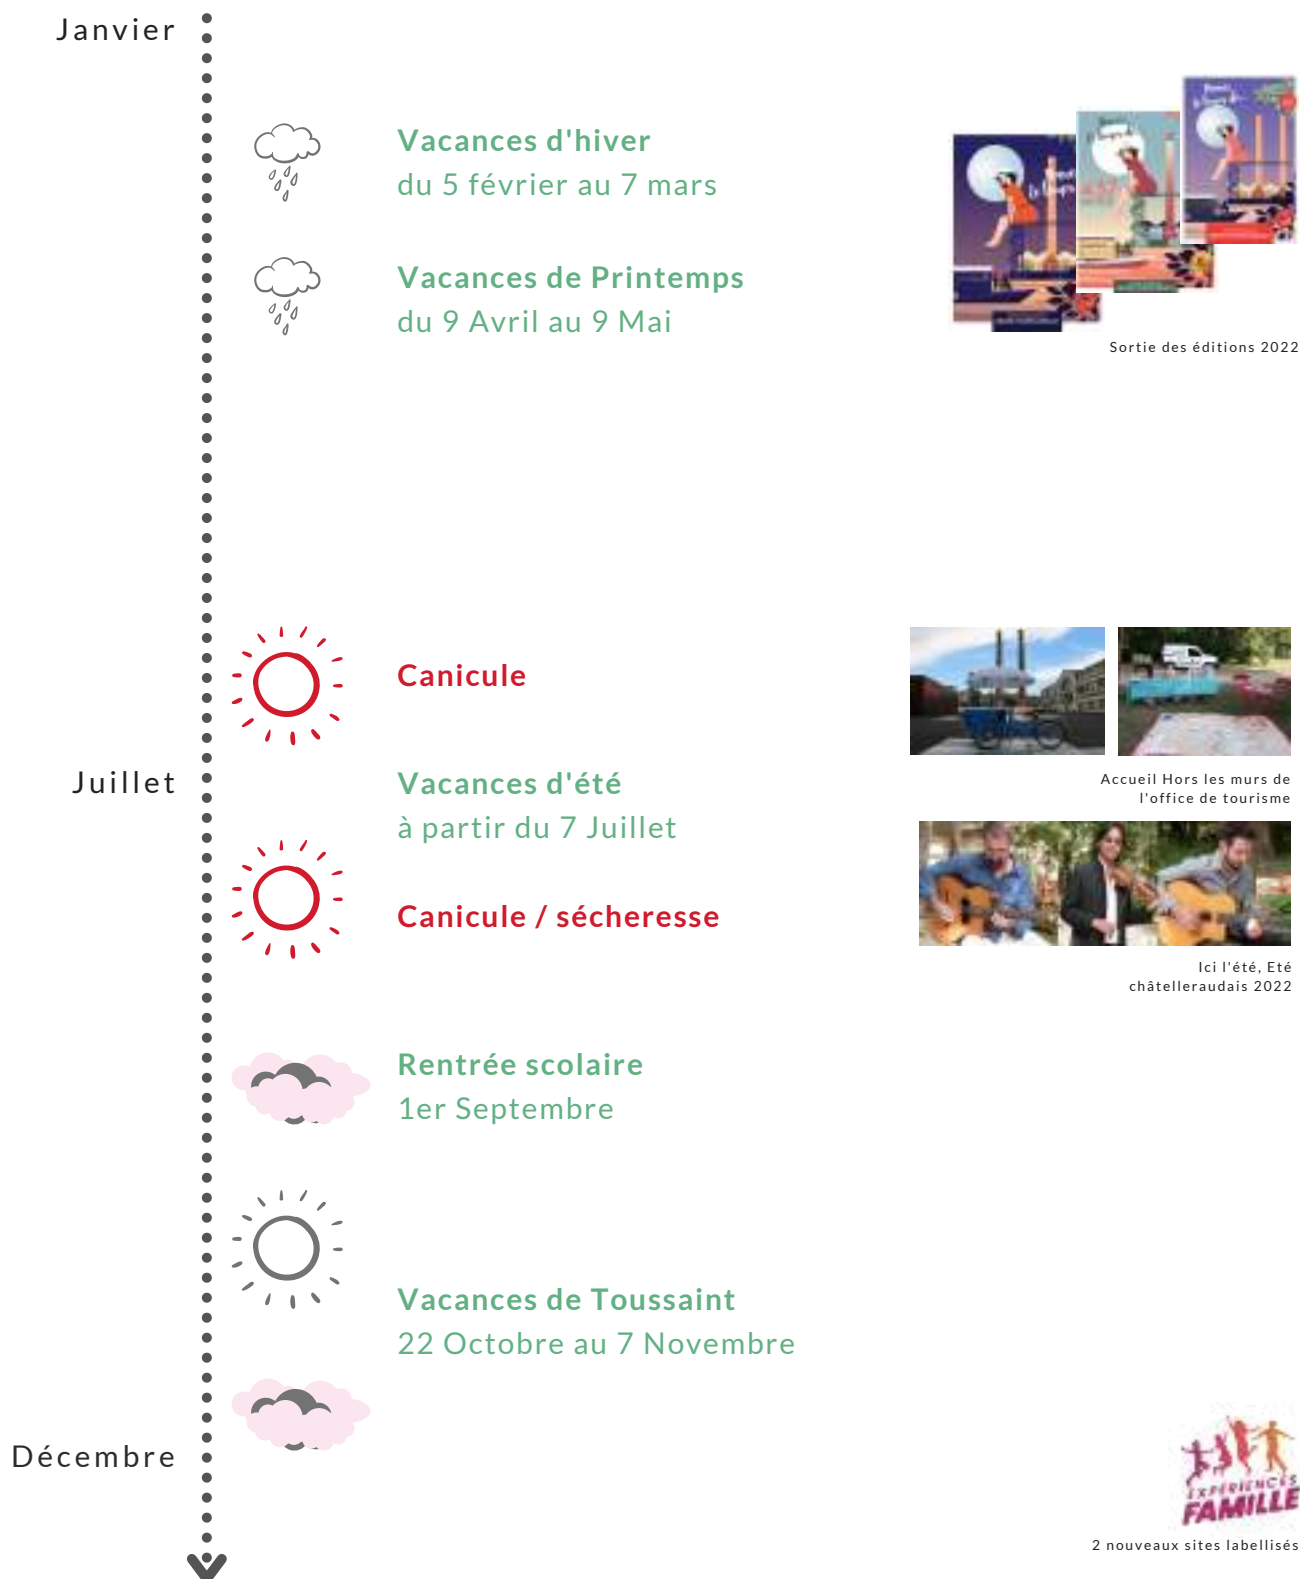 Janvier
Vacances d'hiver
du 5 février au 7 mars
Vacances de Printemps
du 9 Avril au 9 Mai
Sortie des éditions 2022
Canicule
Accueil Hors les murs de
l'office de tourisme
Juillet
Vacances d'été
à partir du 7 Juillet
Canicule / sécheresse
Ici l'été, Eté
châtelleraudais 2022
Rentrée scolaire
1er Septembre
Vacances de Toussaint
22 Octobre au 7 Novembre
Décembre
EXPÉRIENCES
FAMILLE
2 nouveaux sites labellisés